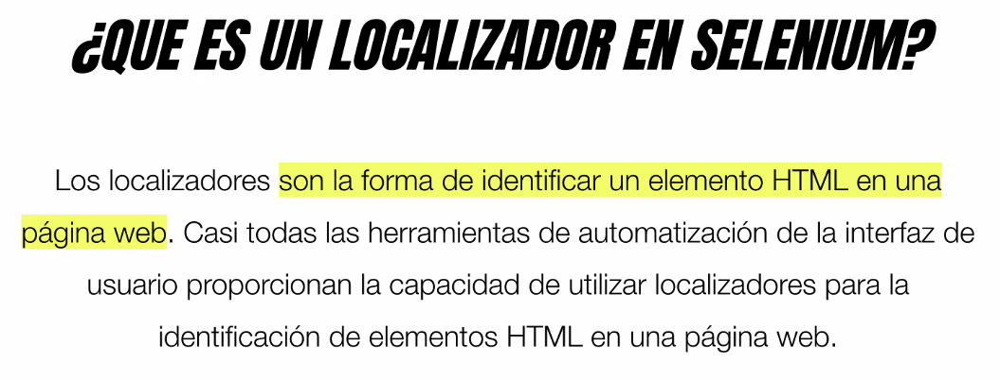 ¿QUE ES UN LOCALIZADOR EN SELENIUM?
Los localizadores son la forma de identificar un elemento HTML en una
página web. Casi todas las herramientas de automatización de la interfaz de
usuario proporcionan la capacidad de utilizar localizadores para la
identificación de elementos HTML en una página web.